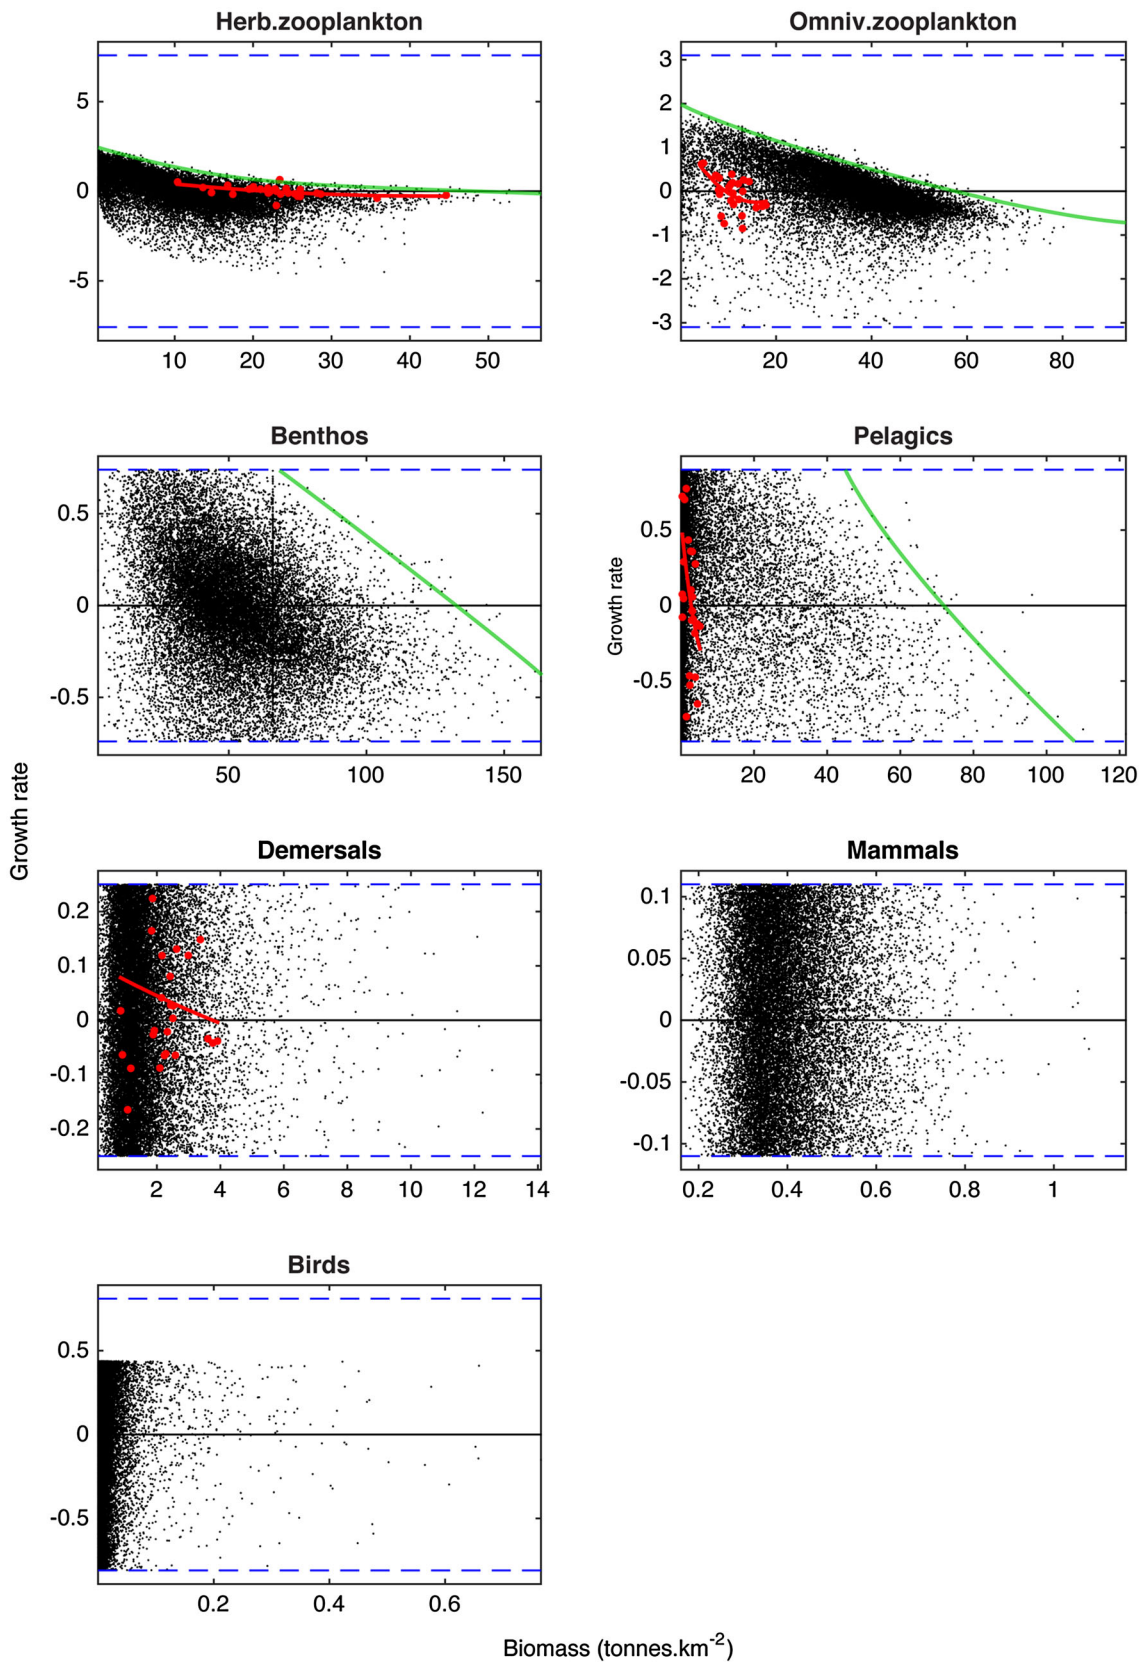 Herb.zooplankton
5
0
-5
10 20 30 40 50
Omniv.zooplankton
3
2
1
0
-1
-2
-3
20 40 60 80
Benthos
0.5
0
-0.5
50 100 150
Pelagics
Growth rate
0.5
0
-0.5
20 40 60 80 100 120
Growth rate
Demersals
0.2
0.1
0
-0.1
-0.2
2 4 6 8 10 12 14
Mammals
0.1
0.05
0
-0.05
-0.1
0.2 0.4 0.6 0.8 1
Birds
0.5
0
-0.5
0.2 0.4 0.6
Biomass (tonnes.km-2)